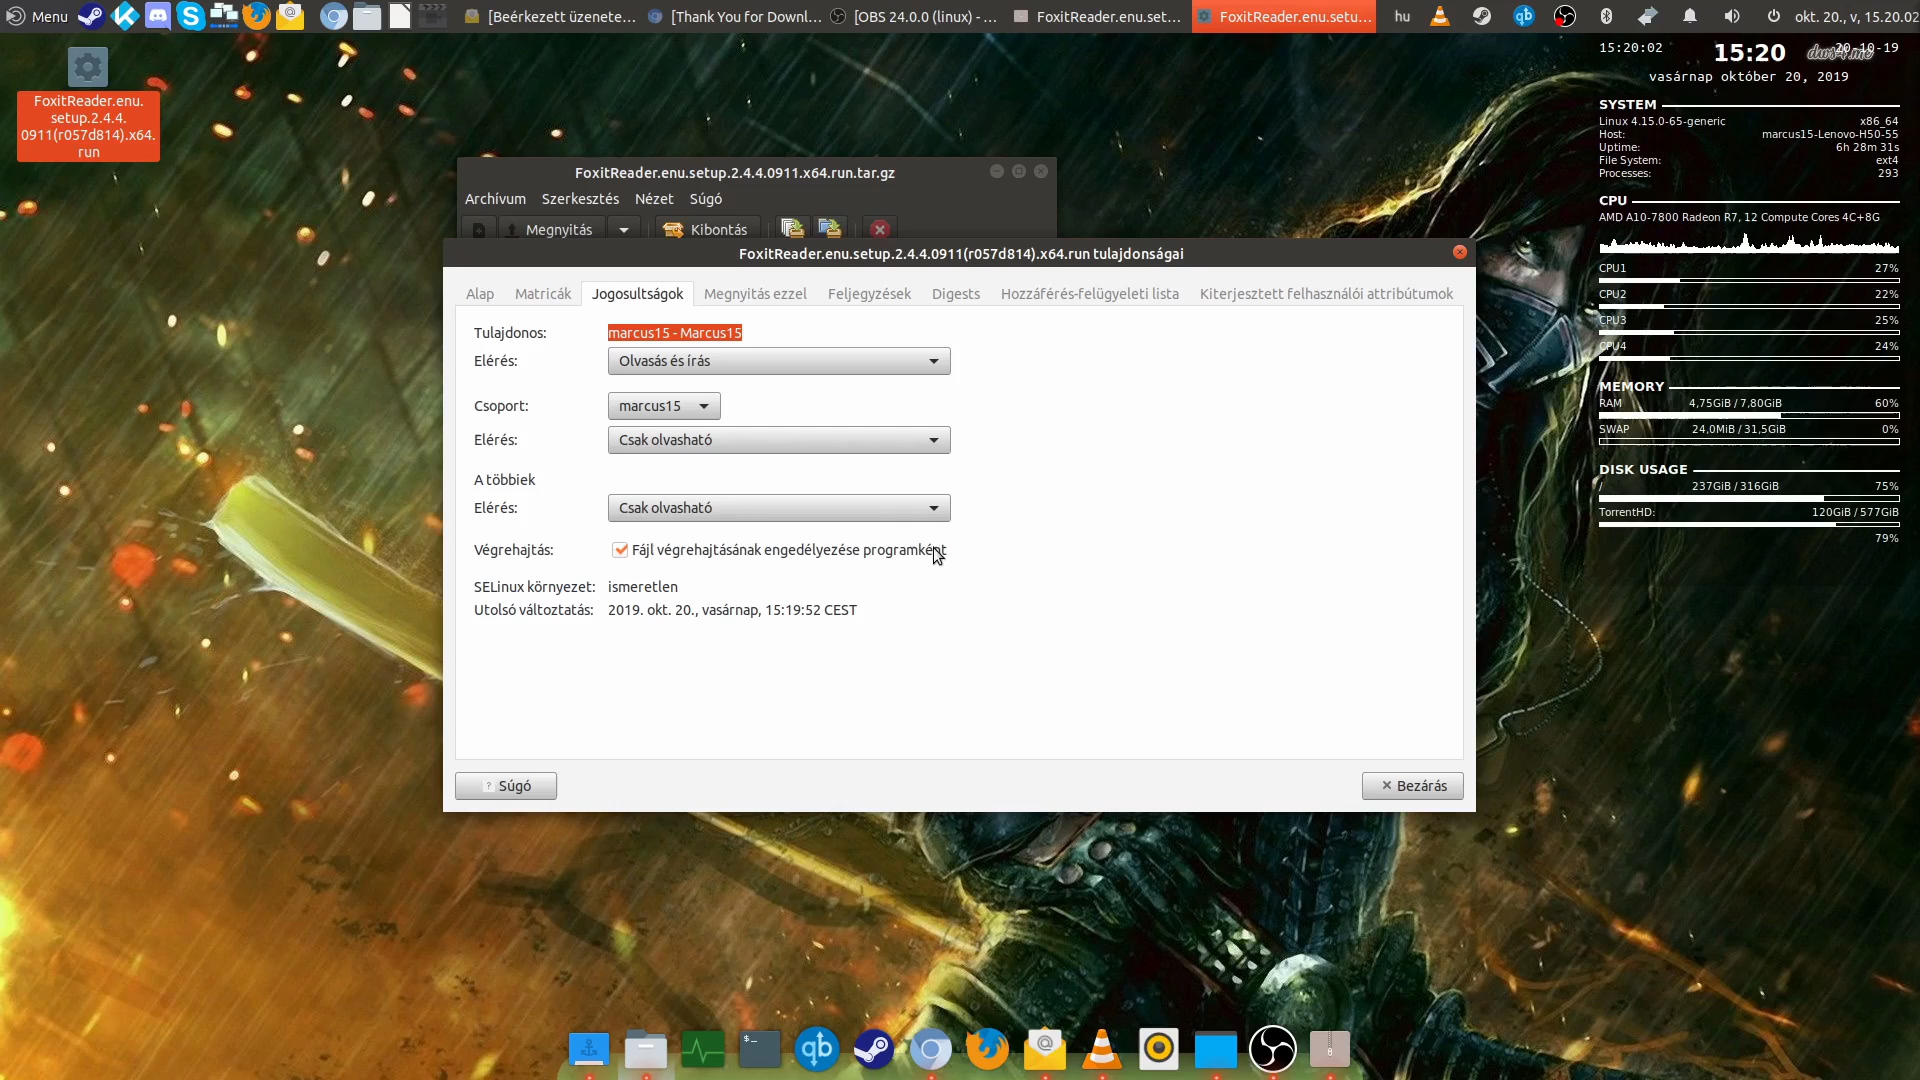 Menu
[Beérkezett üzenete...
[Thank You for Downl...
[OBS 24.0.0 (linux) - ...
FoxitReader.enu.set...
FoxitReader.enu.setu...
hu
qb
okt. 20., v, 15.20.02
FoxitReader.enu.
setup.2.4.4.
0911(r057d814).x64.
run
15:20:02
15:20
20-10-19
vasárnap október 20, 2019
SYSTEM
Linux 4.15.0-65-generic x86_64
Host: marcus15-Lenovo-H50-55
Uptime: 6h 28m 31s
File System: ext4
Processes: 293
CPU
AMD A10-7800 Radeon R7, 12 Compute Cores 4C+8G
CPU1 27%
CPU2 22%
CPU3 25%
CPU4 24%
MEMORY
RAM 4,75GiB / 7,80GiB 60%
SWAP 24,0MiB / 31,5GiB 0%
DISK USAGE
/ 237GiB / 316GiB 75%
TorrentHD: 120GiB / 577GiB
79%
FoxitReader.enu.setup.2.4.4.0911.x64.run.tar.gz
Archívum Szerkesztés Nézet Súgó
Megnyitás Kibontás
FoxitReader.enu.setup.2.4.4.0911(r057d814).x64.run tulajdonságai
Alap Matricák Jogosultságok Megnyitás ezzel Feljegyzések Digests Hozzáférés-felügyeleti lista Kiterjesztett felhasználói attribútumok
Tulajdonos: marcus15 - Marcus15
Elérés: Olvasás és írás
Csoport: marcus15
Elérés: Csak olvasható
A többiek
Elérés: Csak olvasható
Végrehajtás: Fájl végrehajtásának engedélyezése programként
SELinux környezet: ismeretlen
Utolsó változtatás: 2019. okt. 20., vasárnap, 15:19:52 CEST
Súgó
Bezárás
qb